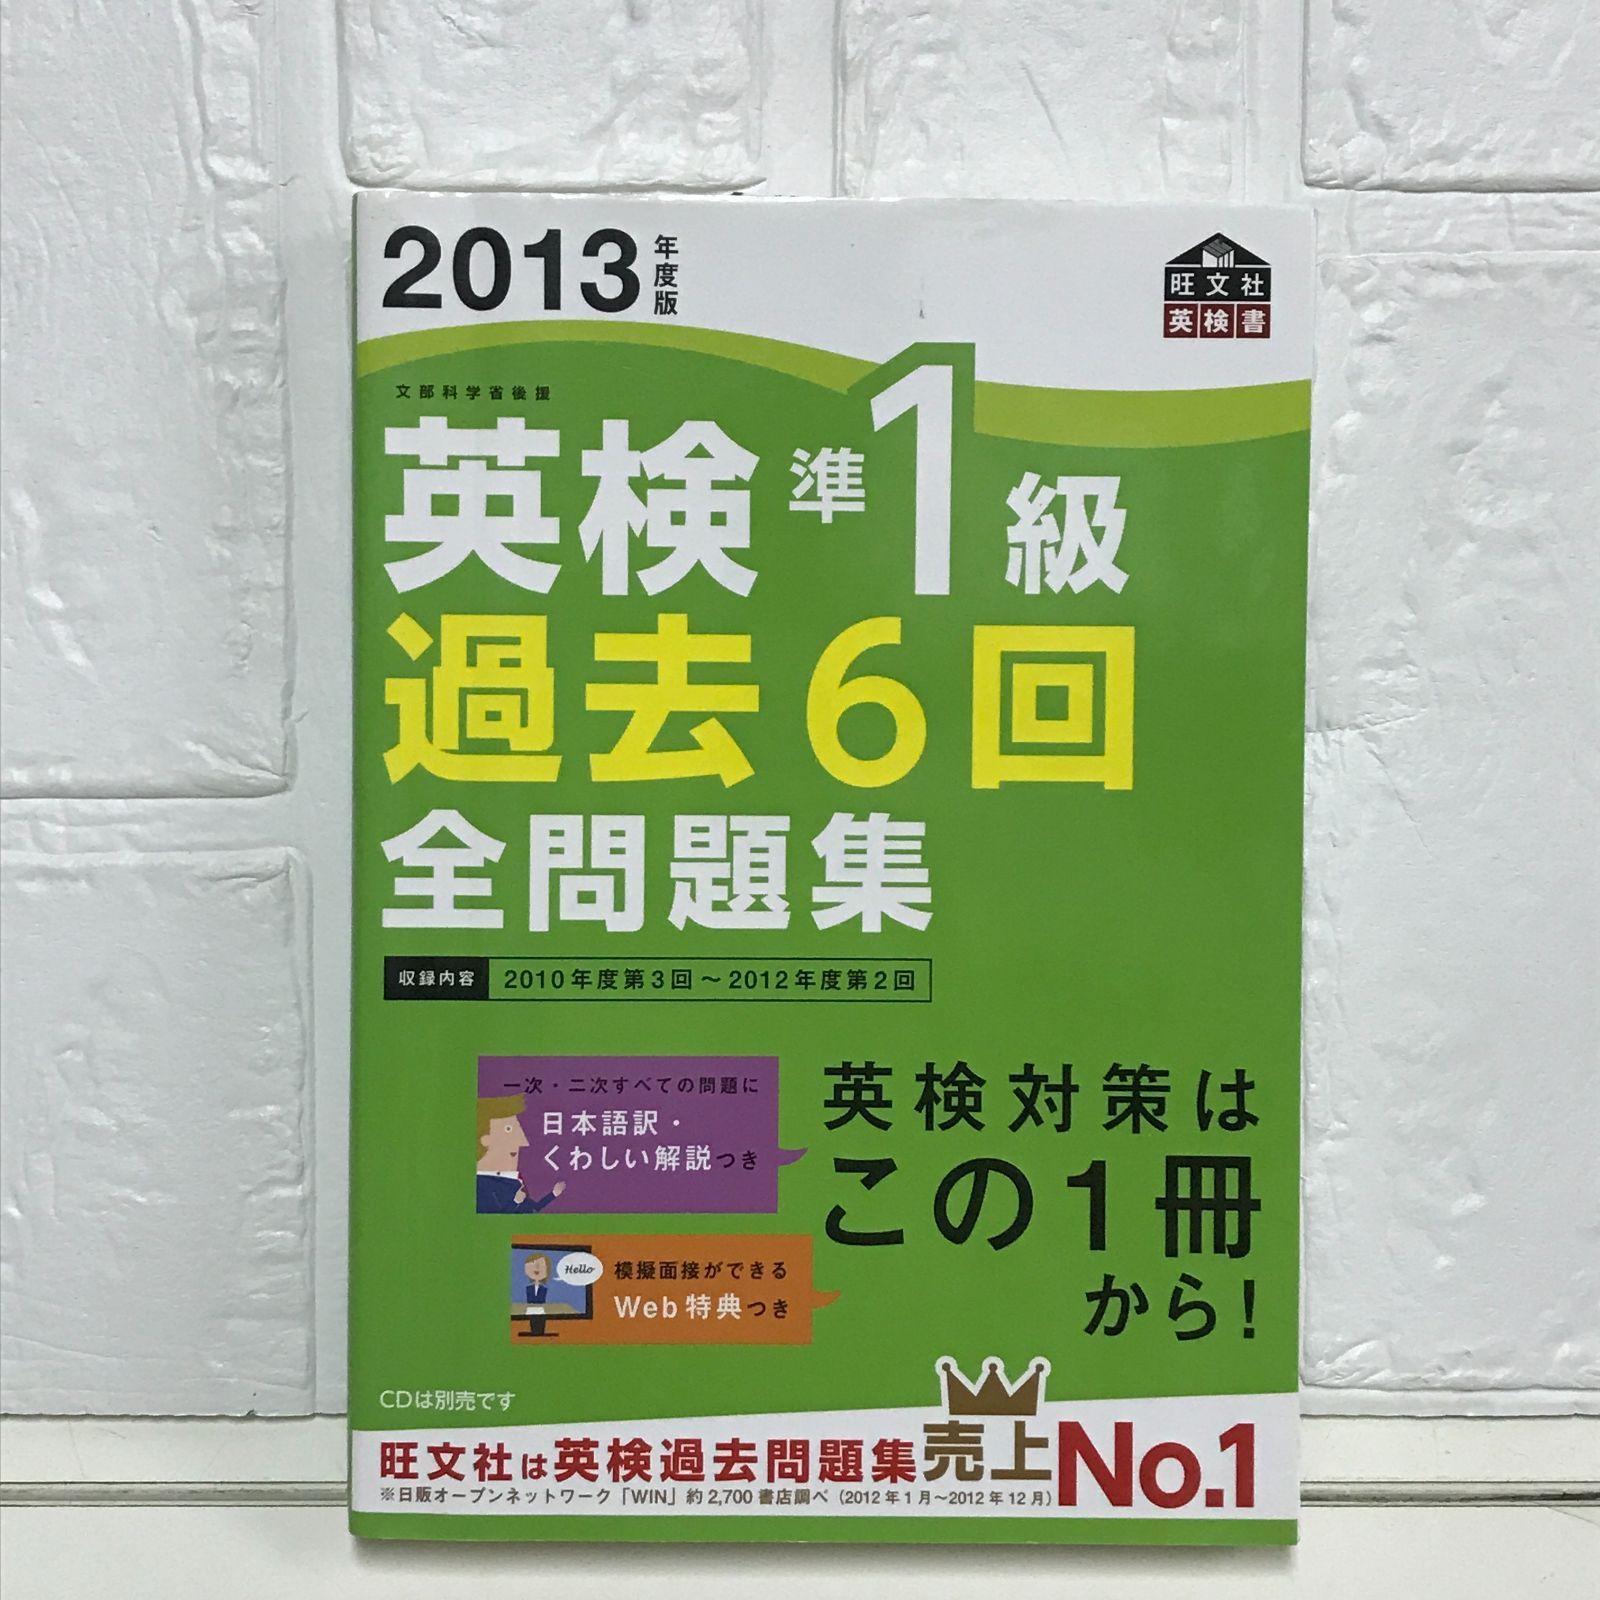 2013年度版
旺文社
英検書
文部科学省後援
英検準1級
過去6回
全問題集
収録内容 2010年度第3回～2012年度第2回
一次・二次すべての問題に
日本語訳・
くわしい解説つき
英検対策は
この1冊
から！
Hello
模擬面接ができる
Web特典つき
CDは別売です
旺文社は英検過去問題集売上No.1
※日販オープンネットワーク「WIN」約2,700書店調べ（2012年1月～2012年12月）